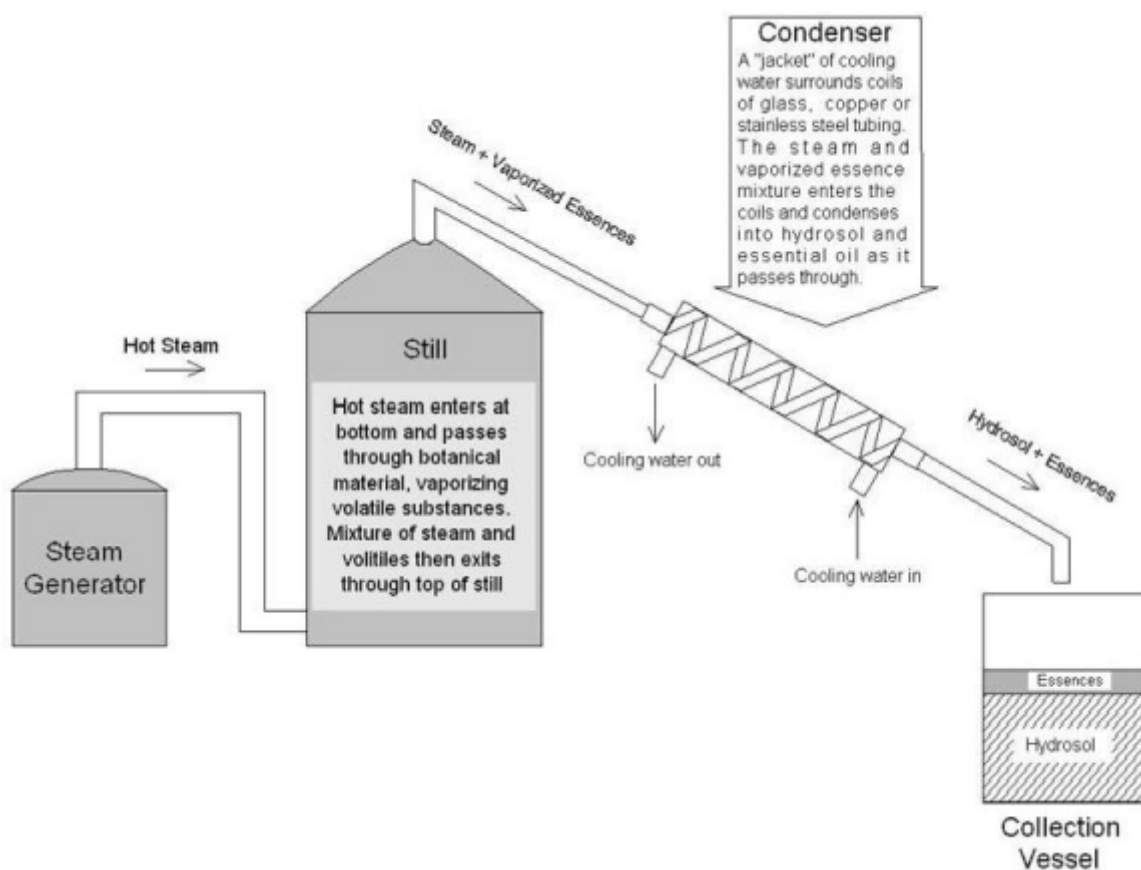 Condenser
A "jacket" of cooling
water surrounds coils
of glass, copper or
stainless steel tubing.
The steam and
vaporized essence
mixture enters the
coils and condenses
into hydrosol and
essential oil as it
passes through.
Steam + Vaporized Essences
Hot Steam
Still
Hot steam enters at
bottom and passes
through botanical
material, vaporizing
volatile substances.
Mixture of steam and
volitiles then exits
through top of still
Steam
Generator
Cooling water out
Hydrosol + Essences
Cooling water in
Essences
Hydrosol
Collection
Vessel